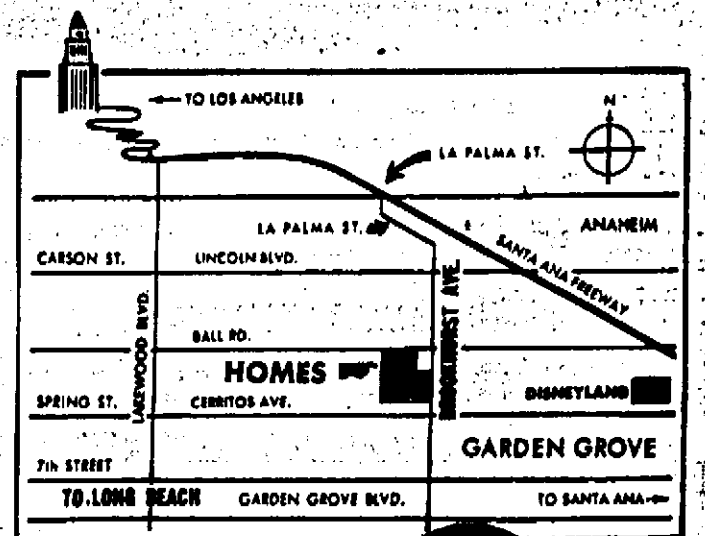 TO LOS ANGELES
N
LA PALMA ST.
LA PALMA ST.
ANAHEIM
SANTA ANA FREEWAY
CARSON ST.
LINCOLN BLVD.
LAKEWOOD BLVD.
BROOKHURST AVE.
BALL RD.
HOMES
DISNEYLAND
SPRING ST.
CERRITOS AVE.
GARDEN GROVE
7th STREET
TO LONG BEACH
GARDEN GROVE BLVD.
TO SANTA ANA